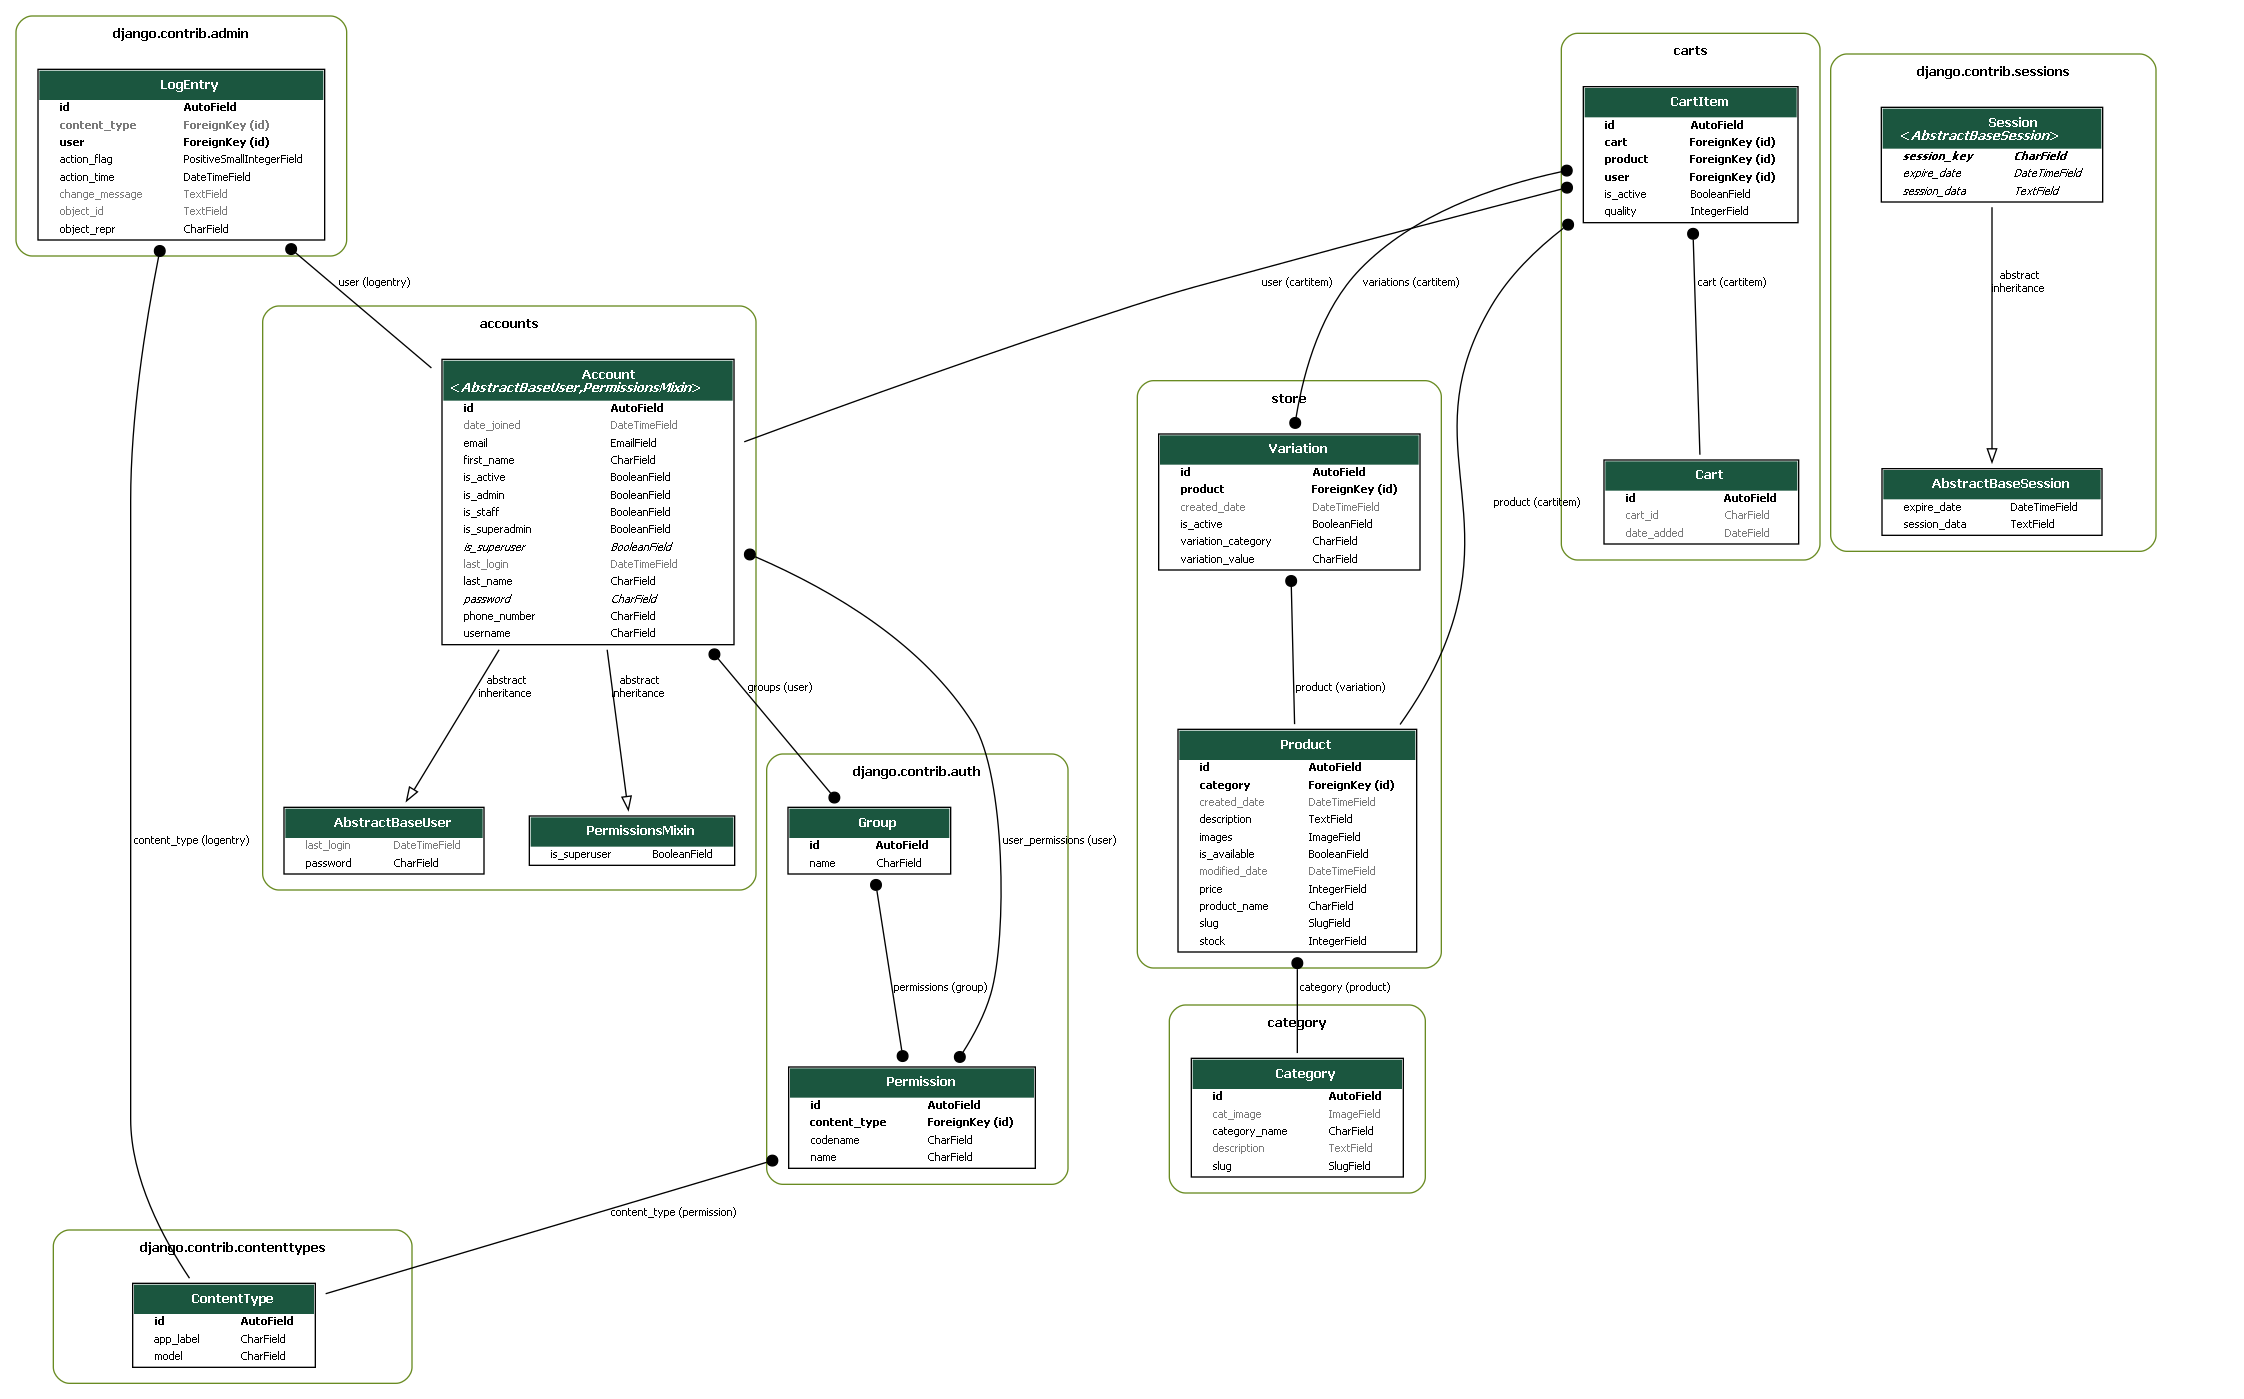 django.contrib.admin
LogEntry
id AutoField
content_type ForeignKey (id)
user ForeignKey (id)
action_flag PositiveSmallIntegerField
action_time DateTimeField
change_message TextField
object_id TextField
object_repr CharField
user (logentry)
content_type (logentry)
accounts
Account
<AbstractBaseUser,PermissionsMixin>
id AutoField
date_joined DateTimeField
email EmailField
first_name CharField
is_active BooleanField
is_admin BooleanField
is_staff BooleanField
is_superadmin BooleanField
is_superuser BooleanField
last_login DateTimeField
last_name CharField
password CharField
phone_number CharField
username CharField
abstract
inheritance
abstract
inheritance
groups (user)
user_permissions (user)
AbstractBaseUser
last_login DateTimeField
password CharField
PermissionsMixin
is_superuser BooleanField
django.contrib.auth
Group
id AutoField
name CharField
permissions (group)
Permission
id AutoField
content_type ForeignKey (id)
codename CharField
name CharField
content_type (permission)
django.contrib.contenttypes
ContentType
id AutoField
app_label CharField
model CharField
carts
CartItem
id AutoField
cart ForeignKey (id)
product ForeignKey (id)
user ForeignKey (id)
is_active BooleanField
quality IntegerField
user (cartitem)
variations (cartitem)
cart (cartitem)
product (cartitem)
Cart
id AutoField
cart_id CharField
date_added DateField
store
Variation
id AutoField
product ForeignKey (id)
created_date DateTimeField
is_active BooleanField
variation_category CharField
variation_value CharField
product (variation)
Product
id AutoField
category ForeignKey (id)
created_date DateTimeField
description TextField
images ImageField
is_available BooleanField
modified_date DateTimeField
price IntegerField
product_name CharField
slug SlugField
stock IntegerField
category (product)
category
Category
id AutoField
cat_image ImageField
category_name CharField
description TextField
slug SlugField
django.contrib.sessions
Session
<AbstractBaseSession>
session_key CharField
expire_date DateTimeField
session_data TextField
abstract
inheritance
AbstractBaseSession
expire_date DateTimeField
session_data TextField